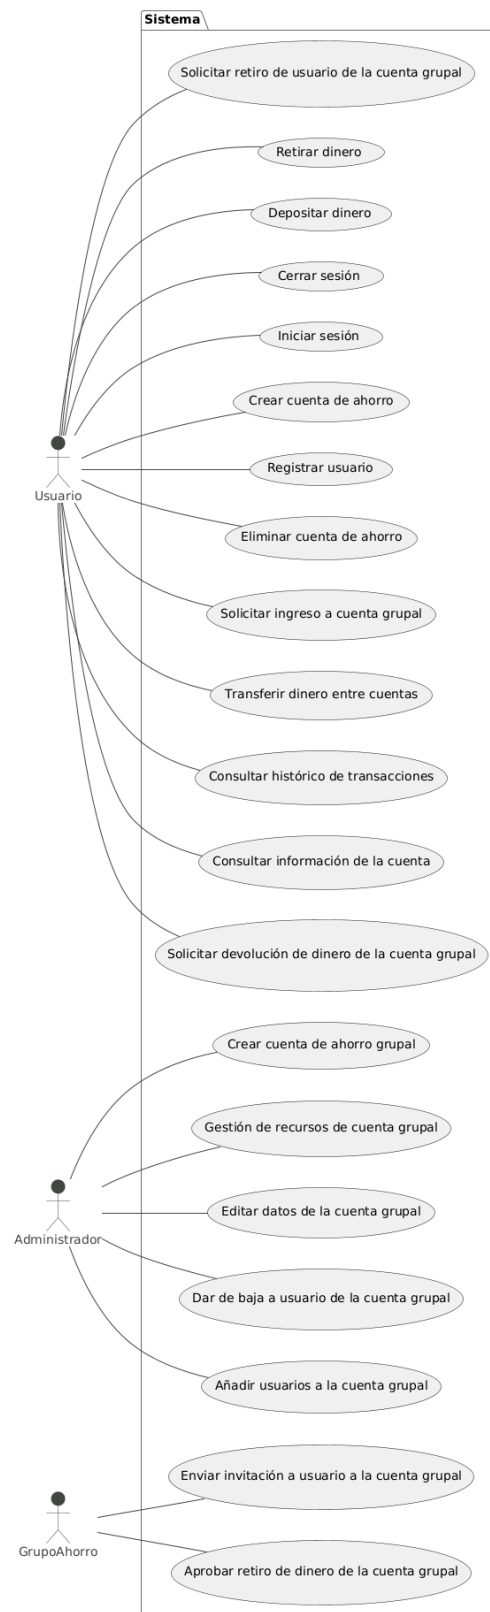 Sistema
Solicitar retiro de usuario de la cuenta grupal
Retirar dinero
Depositar dinero
Cerrar sesión
Iniciar sesión
Crear cuenta de ahorro
Registrar usuario
Usuario
Eliminar cuenta de ahorro
Solicitar ingreso a cuenta grupal
Transferir dinero entre cuentas
Consultar histórico de transacciones
Consultar información de la cuenta
Solicitar devolución de dinero de la cuenta grupal
Crear cuenta de ahorro grupal
Gestión de recursos de cuenta grupal
Editar datos de la cuenta grupal
Administrador
Dar de baja a usuario de la cuenta grupal
Añadir usuarios a la cuenta grupal
Enviar invitación a usuario a la cuenta grupal
GrupoAhorro
Aprobar retiro de dinero de la cuenta grupal